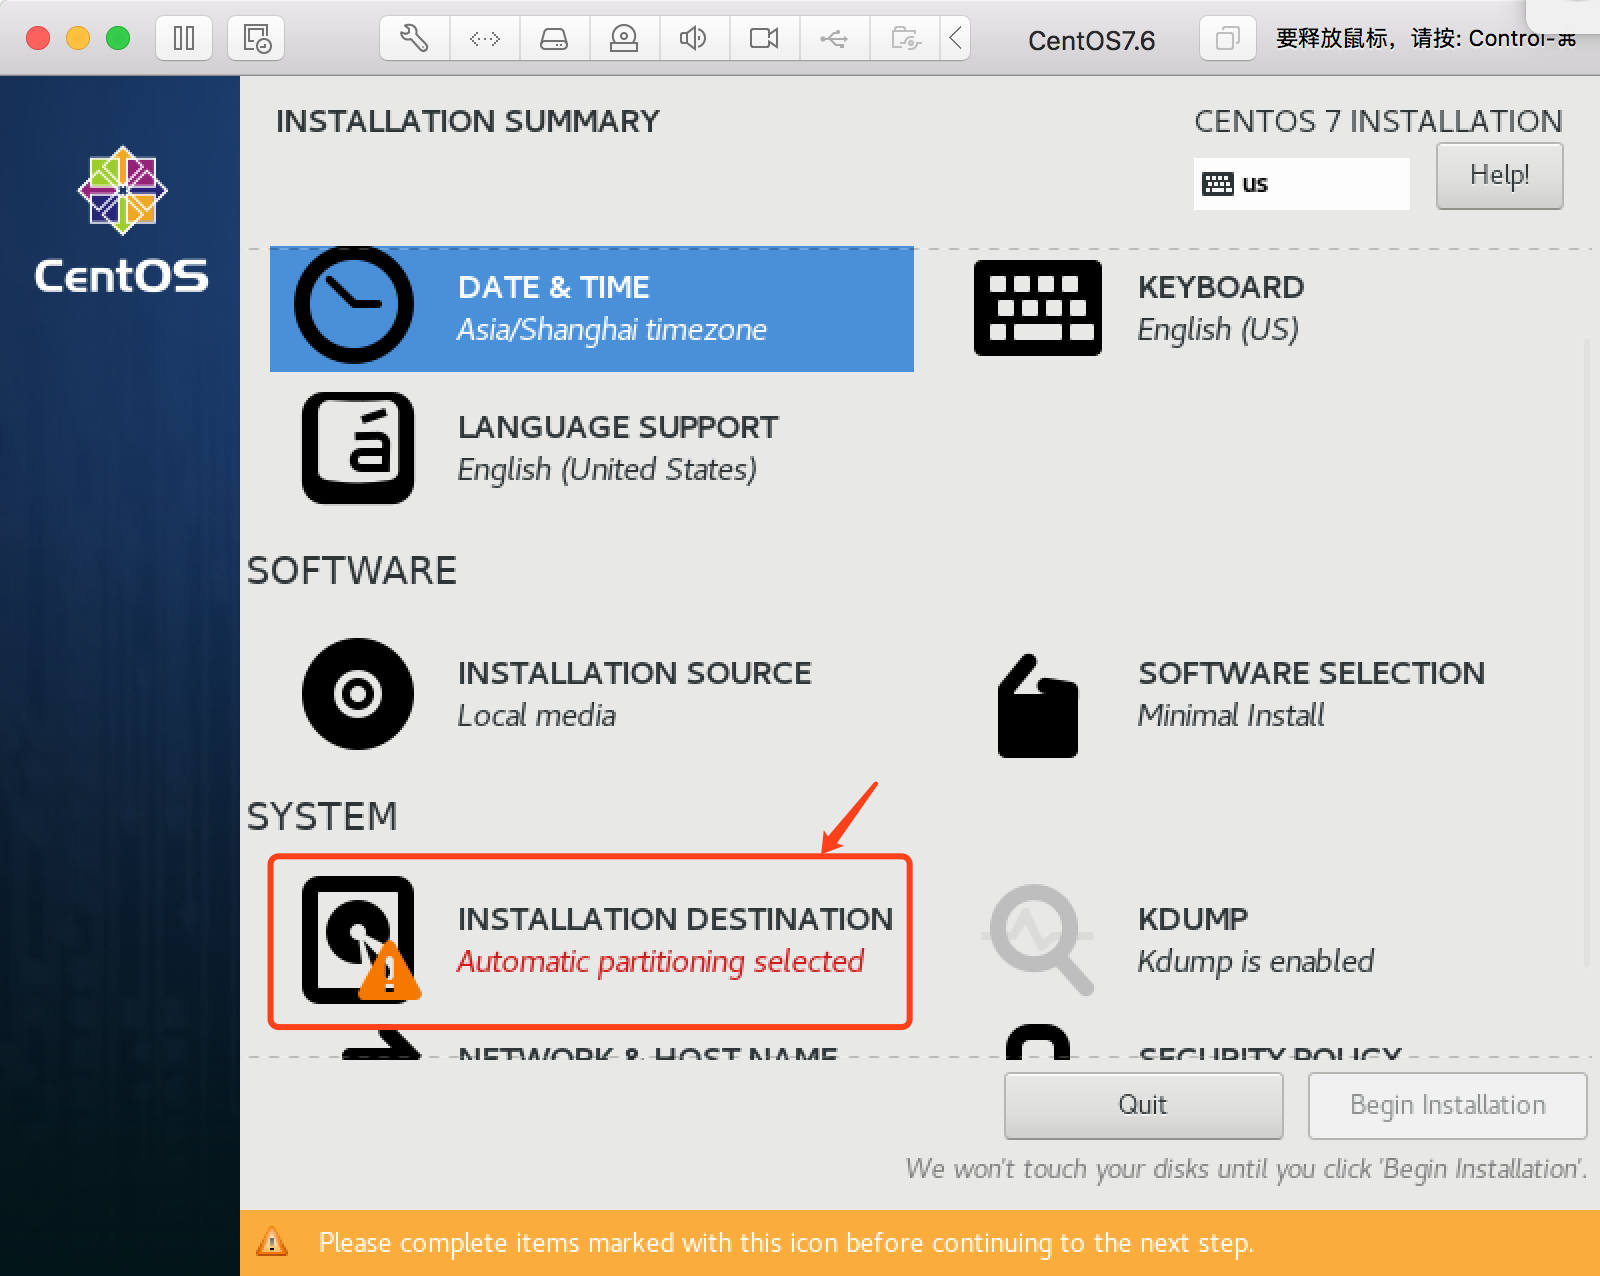 CentOS7.6
要释放鼠标，请按: Control-⌘
INSTALLATION SUMMARY
CENTOS 7 INSTALLATION
us
Help!
CentOS
DATE & TIME
Asia/Shanghai timezone
KEYBOARD
English (US)
á
LANGUAGE SUPPORT
English (United States)
SOFTWARE
INSTALLATION SOURCE
Local media
SOFTWARE SELECTION
Minimal Install
SYSTEM
INSTALLATION DESTINATION
Automatic partitioning selected
KDUMP
Kdump is enabled
NETWORK & HOST NAME
SECURITY POLICY
Quit
Begin Installation
We won't touch your disks until you click 'Begin Installation'.
Please complete items marked with this icon before continuing to the next step.